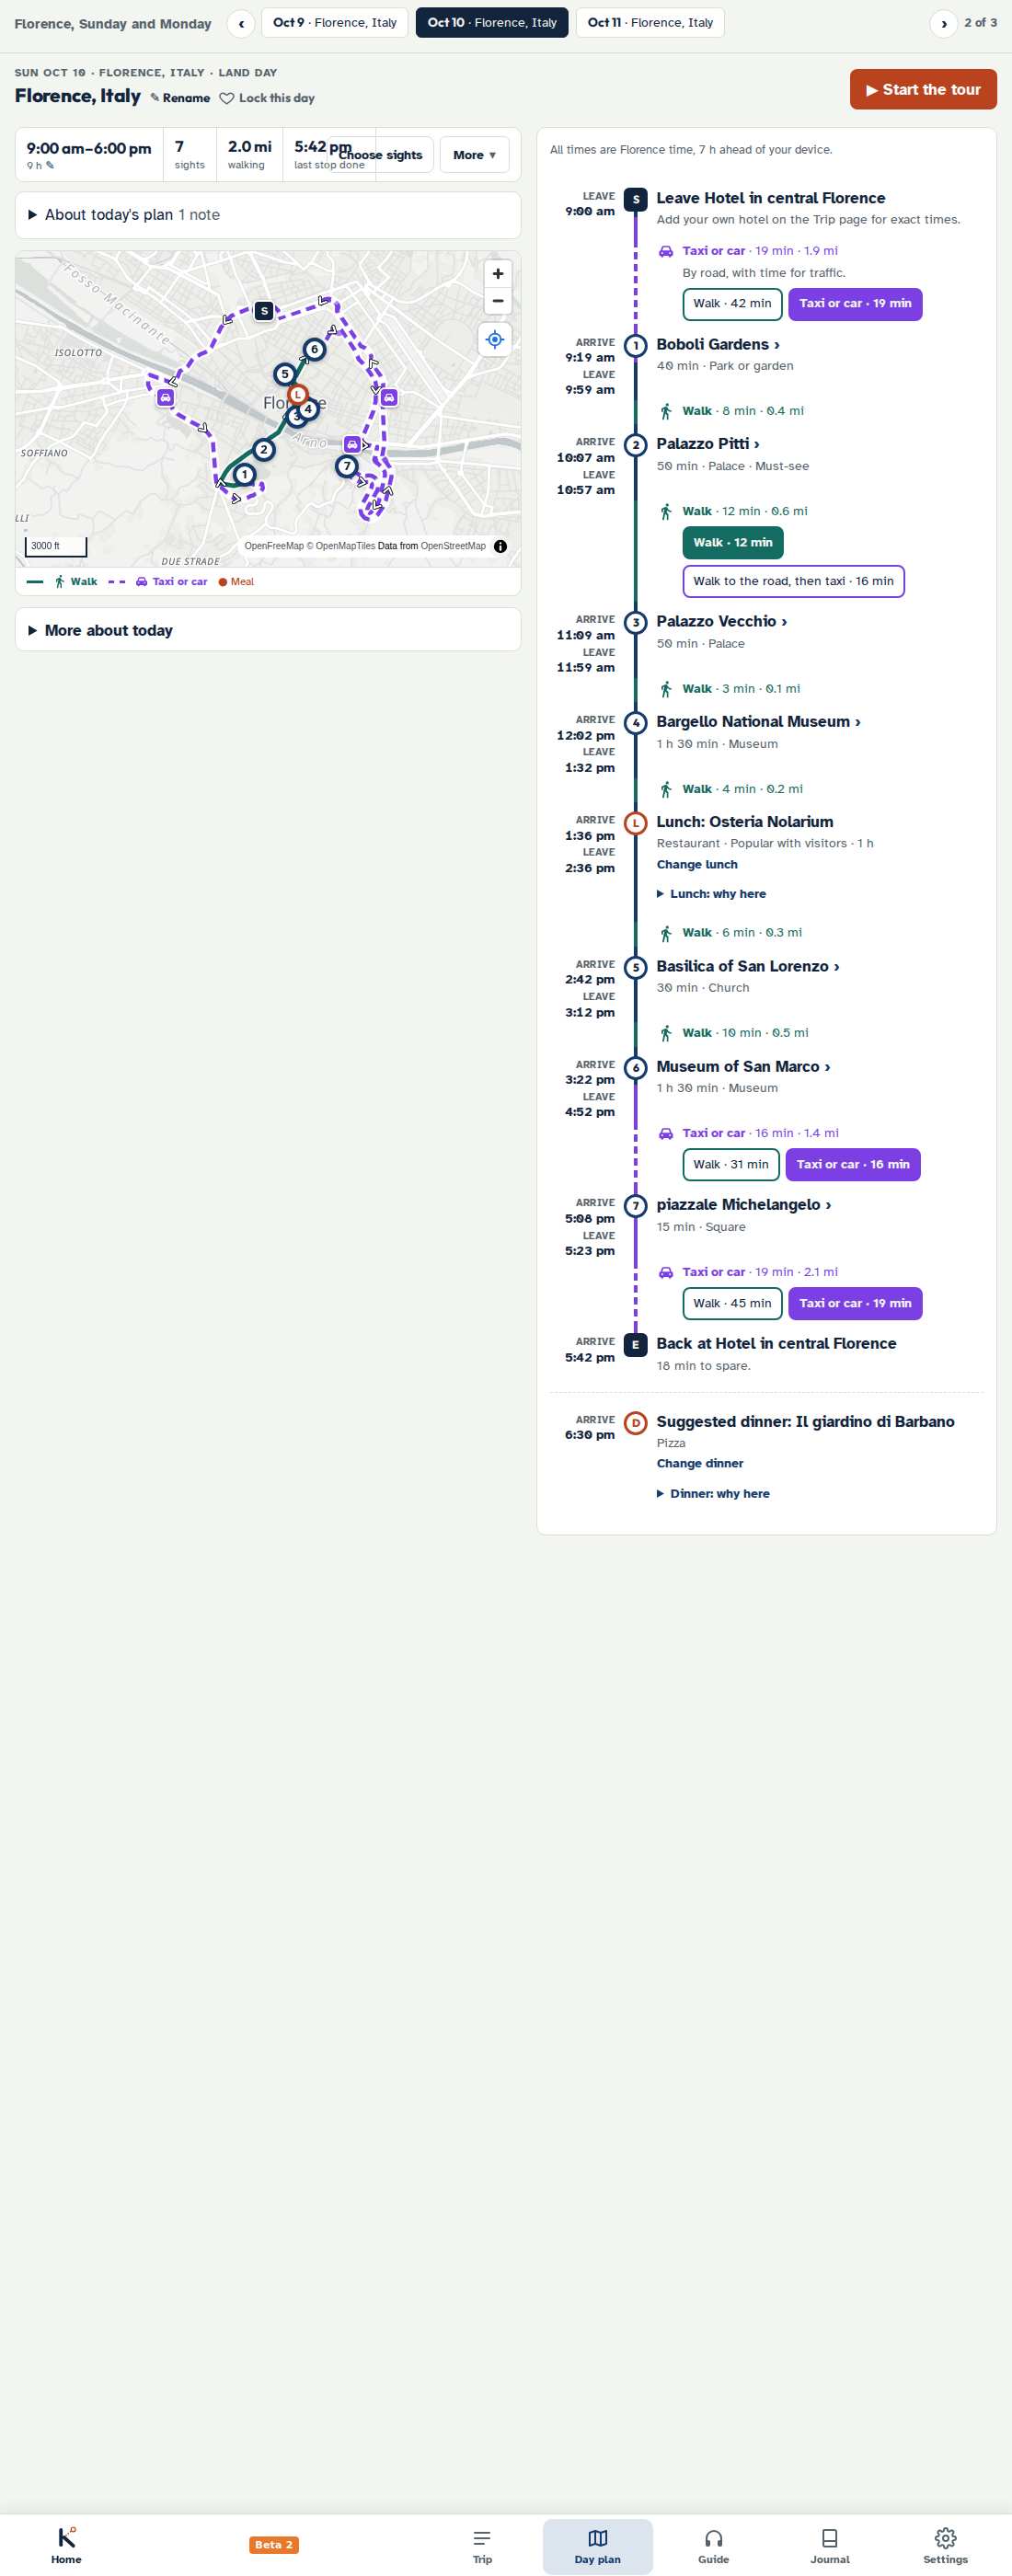 Florence, Sunday and Monday
‹
Oct 9 · Florence, Italy
Oct 10 · Florence, Italy
Oct 11 · Florence, Italy
›
2 of 3
SUN OCT 10 · FLORENCE, ITALY · LAND DAY
Florence, Italy ✎ Rename ♡ Lock this day
▶ Start the tour
9:00 am–6:00 pm
9 h ✎
7
sights
2.0 mi
walking
5:42 pm
last stop done
Choose sights
More ▾
▶ About today's plan 1 note
Fosso Macinante
ISOLOTTO
SOFFIANO
Arno
DUE STRADE
LLI
S
6
5
L
3
4
2
1
7
+
−
3000 ft
OpenFreeMap © OpenMapTiles Data from OpenStreetMap
Walk
Taxi or car
Meal
▶ More about today
All times are Florence time, 7 h ahead of your device.
LEAVE
9:00 am
S
Leave Hotel in central Florence
Add your own hotel on the Trip page for exact times.
Taxi or car · 19 min · 1.9 mi
By road, with time for traffic.
Walk · 42 min
Taxi or car · 19 min
ARRIVE
9:19 am
LEAVE
9:59 am
1
Boboli Gardens ›
40 min · Park or garden
Walk · 8 min · 0.4 mi
ARRIVE
10:07 am
LEAVE
10:57 am
2
Palazzo Pitti ›
50 min · Palace · Must-see
Walk · 12 min · 0.6 mi
Walk · 12 min
Walk to the road, then taxi · 16 min
ARRIVE
11:09 am
LEAVE
11:59 am
3
Palazzo Vecchio ›
50 min · Palace
Walk · 3 min · 0.1 mi
ARRIVE
12:02 pm
LEAVE
1:32 pm
4
Bargello National Museum ›
1 h 30 min · Museum
Walk · 4 min · 0.2 mi
ARRIVE
1:36 pm
LEAVE
2:36 pm
L
Lunch: Osteria Nolarium
Restaurant · Popular with visitors · 1 h
Change lunch
▶ Lunch: why here
Walk · 6 min · 0.3 mi
ARRIVE
2:42 pm
LEAVE
3:12 pm
5
Basilica of San Lorenzo ›
30 min · Church
Walk · 10 min · 0.5 mi
ARRIVE
3:22 pm
LEAVE
4:52 pm
6
Museum of San Marco ›
1 h 30 min · Museum
Taxi or car · 16 min · 1.4 mi
Walk · 31 min
Taxi or car · 16 min
ARRIVE
5:08 pm
LEAVE
5:23 pm
7
piazzale Michelangelo ›
15 min · Square
Taxi or car · 19 min · 2.1 mi
Walk · 45 min
Taxi or car · 19 min
ARRIVE
5:42 pm
E
Back at Hotel in central Florence
18 min to spare.
ARRIVE
6:30 pm
D
Suggested dinner: Il giardino di Barbano
Pizza
Change dinner
▶ Dinner: why here
Home
Beta 2
Trip
Day plan
Guide
Journal
Settings